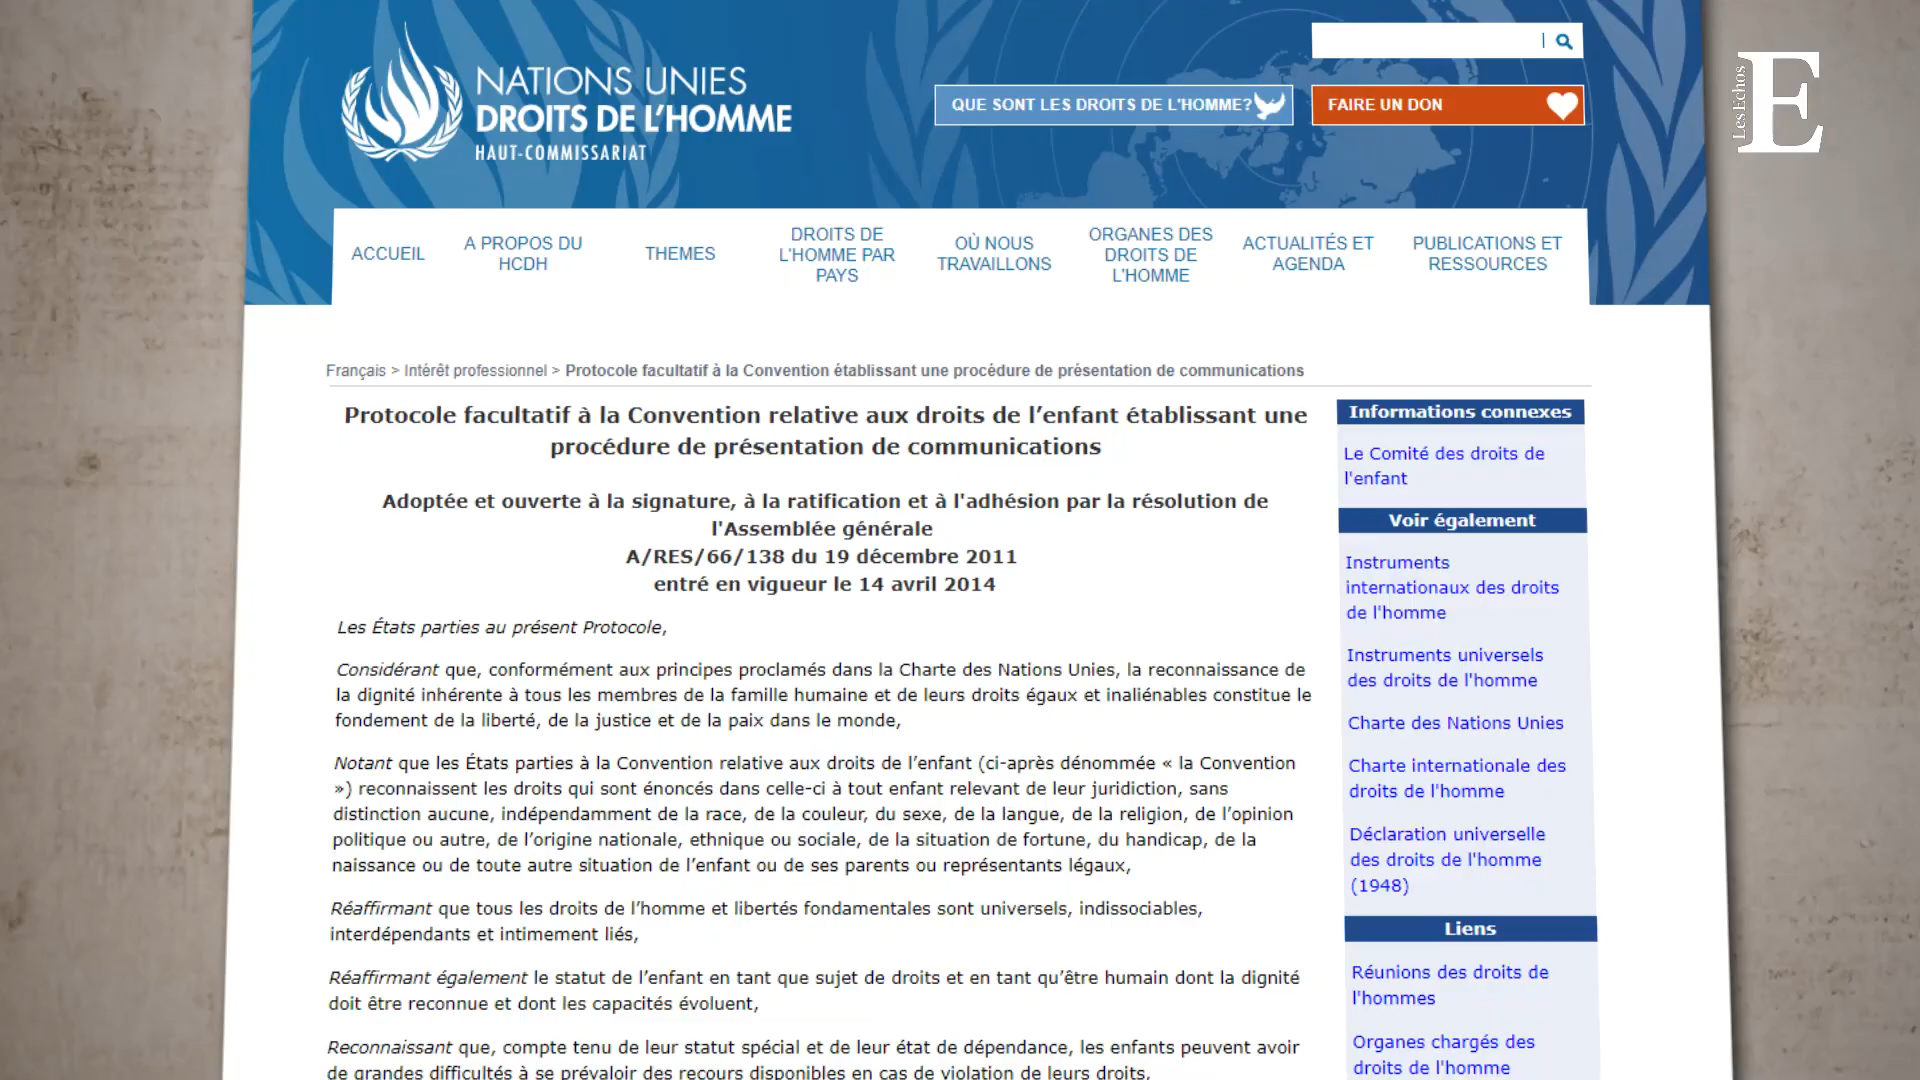 NATIONS UNIES
DROITS DE L'HOMME
HAUT-COMMISSARIAT
QUE SONT LES DROITS DE L'HOMME?
FAIRE UN DON
Les Echos
E
ACCUEIL
A PROPOS DU
HCDH
THEMES
DROITS DE
L'HOMME PAR
PAYS
OÙ NOUS
TRAVAILLONS
ORGANES DES
DROITS DE
L'HOMME
ACTUALITÉS ET
AGENDA
PUBLICATIONS ET
RESSOURCES
Français > Intérêt professionnel > Protocole facultatif à la Convention établissant une procédure de présentation de communications
Protocole facultatif à la Convention relative aux droits de l’enfant établissant une
procédure de présentation de communications
Adoptée et ouverte à la signature, à la ratification et à l'adhésion par la résolution de
l'Assemblée générale
A/RES/66/138 du 19 décembre 2011
entré en vigueur le 14 avril 2014
Les États parties au présent Protocole,
Considérant que, conformément aux principes proclamés dans la Charte des Nations Unies, la reconnaissance de
la dignité inhérente à tous les membres de la famille humaine et de leurs droits égaux et inaliénables constitue le
fondement de la liberté, de la justice et de la paix dans le monde,
Notant que les États parties à la Convention relative aux droits de l’enfant (ci-après dénommée « la Convention
») reconnaissent les droits qui sont énoncés dans celle-ci à tout enfant relevant de leur juridiction, sans
distinction aucune, indépendamment de la race, de la couleur, du sexe, de la langue, de la religion, de l’opinion
politique ou autre, de l’origine nationale, ethnique ou sociale, de la situation de fortune, du handicap, de la
naissance ou de toute autre situation de l’enfant ou de ses parents ou représentants légaux,
Réaffirmant que tous les droits de l’homme et libertés fondamentales sont universels, indissociables,
interdépendants et intimement liés,
Réaffirmant également le statut de l’enfant en tant que sujet de droits et en tant qu’être humain dont la dignité
doit être reconnue et dont les capacités évoluent,
Reconnaissant que, compte tenu de leur statut spécial et de leur état de dépendance, les enfants peuvent avoir
de grandes difficultés à se prévaloir des recours disponibles en cas de violation de leurs droits,
Informations connexes
Le Comité des droits de
l'enfant
Voir également
Instruments
internationaux des droits
de l'homme
Instruments universels
des droits de l'homme
Charte des Nations Unies
Charte internationale des
droits de l'homme
Déclaration universelle
des droits de l'homme
(1948)
Liens
Réunions des droits de
l'hommes
Organes chargés des
droits de l'homme